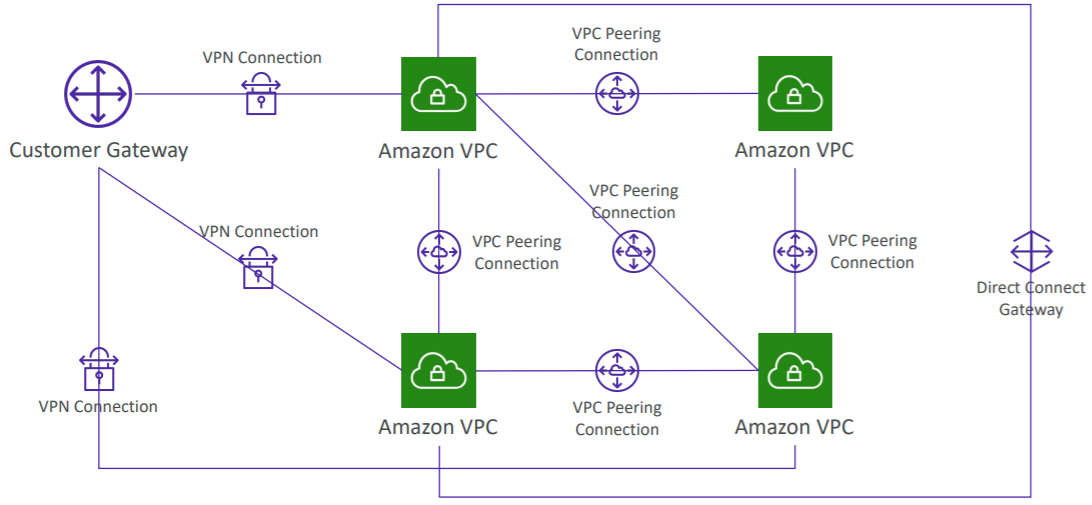 VPC Peering
Connection
VPN Connection
Customer Gateway
Amazon VPC
Amazon VPC
VPC Peering
Connection
VPN Connection
VPC Peering
Connection
VPC Peering
Connection
Direct Connect
Gateway
VPN Connection
VPC Peering
Connection
Amazon VPC
Amazon VPC